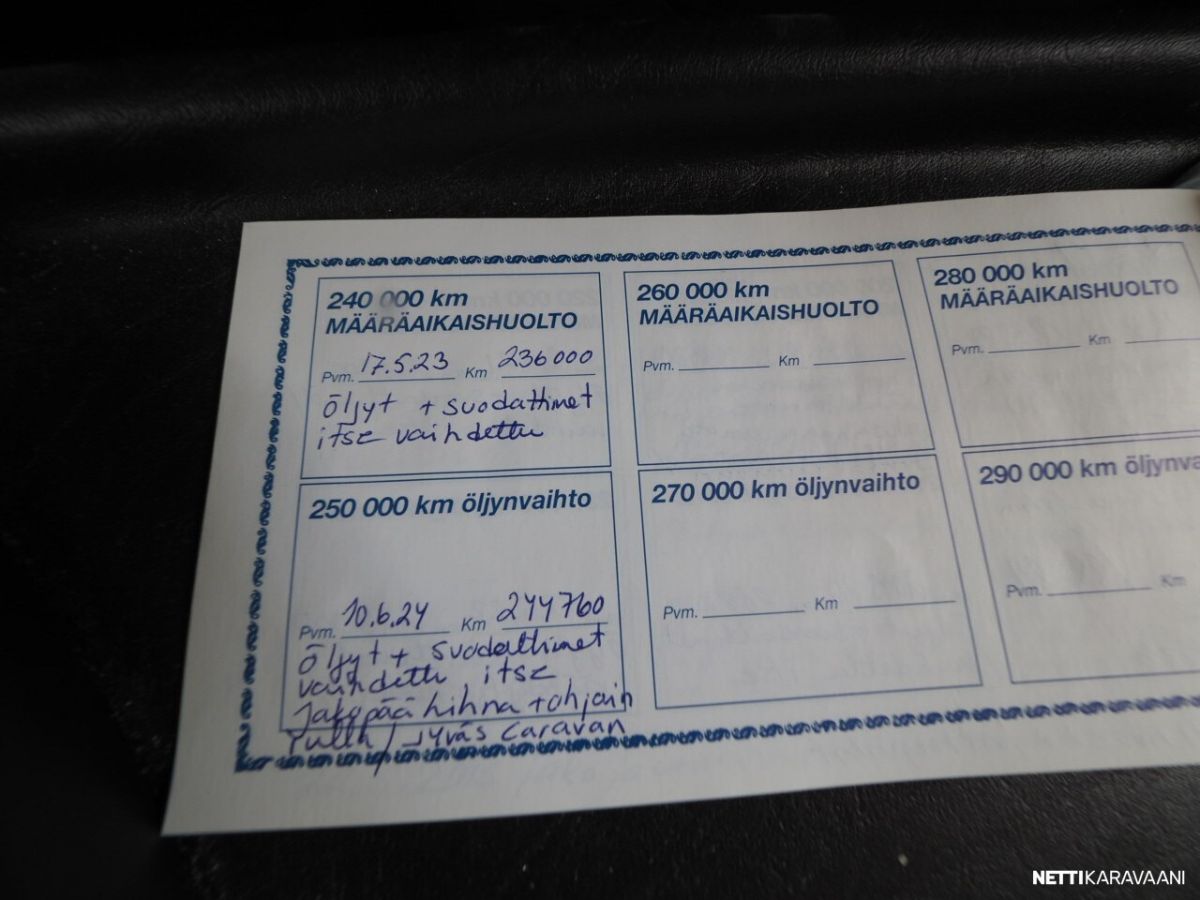 240 000 km
MÄÄRÄAIKAISHUOLTO
Pvm. 17.5.23 Km 236000
öljyt + suodattimet
itse vaihdettu
250 000 km öljynvaihto
Pvm. 10.6.24 Km 244760
öljyt + suodattimet
vaihdettu itse
Jakopää hihna + ohjain
rulla / Jyväs Caravan
260 000 km
MÄÄRÄAIKAISHUOLTO
Pvm. Km
270 000 km öljynvaihto
Pvm. Km
280 000 km
MÄÄRÄAIKAISHUOLTO
Pvm. Km
290 000 km öljynva
Pvm. Km
NETTIKARAVAANI